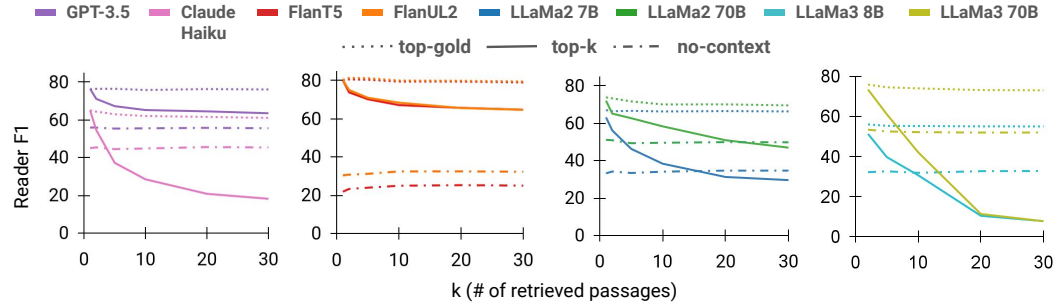 GPT-3.5 Claude Haiku FlanT5 FlanUL2 LLaMa2 7B LLaMa2 70B LLaMa3 8B LLaMa3 70B
top-gold top-k no-context
Reader F1
80
60
40
20
0
0 10 20 30
80
60
40
20
0
0 10 20 30
80
60
40
20
0
0 10 20 30
80
60
40
20
0
0 10 20 30
k (# of retrieved passages)